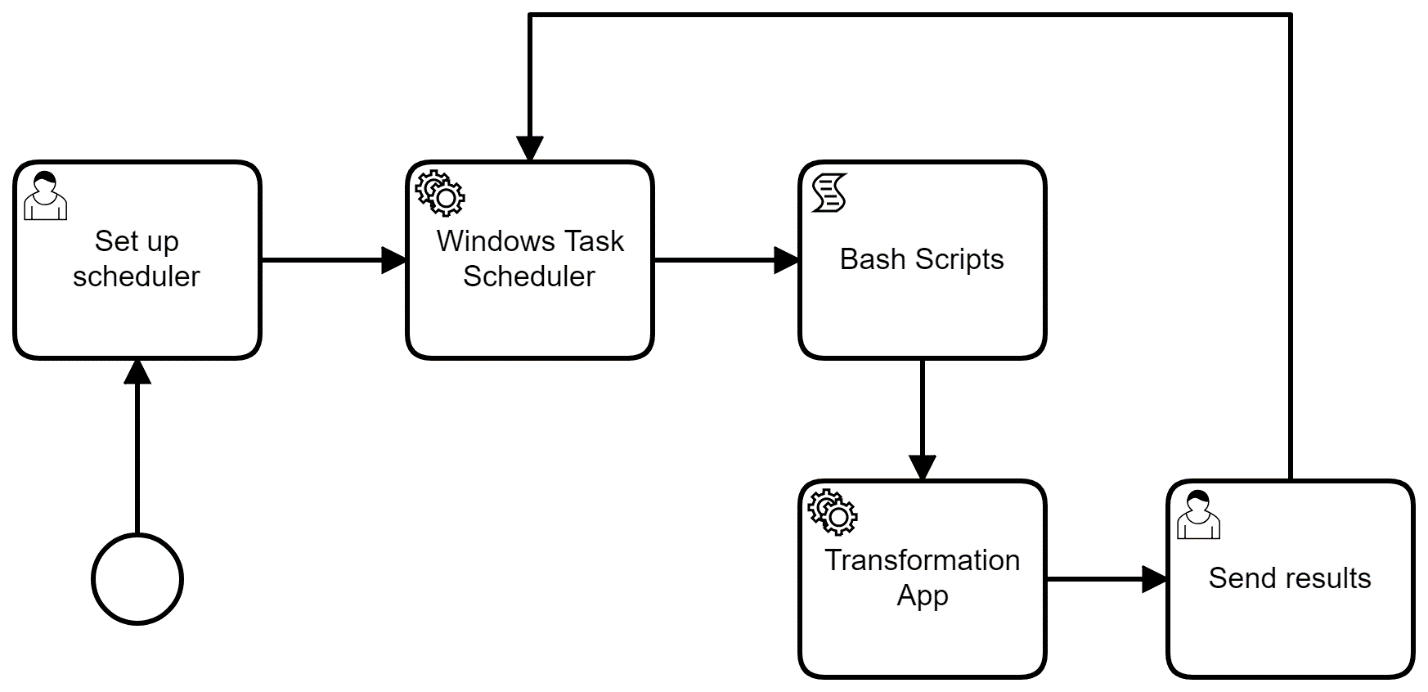 Set up
scheduler
Windows Task
Scheduler
Bash Scripts
Transformation
App
Send results